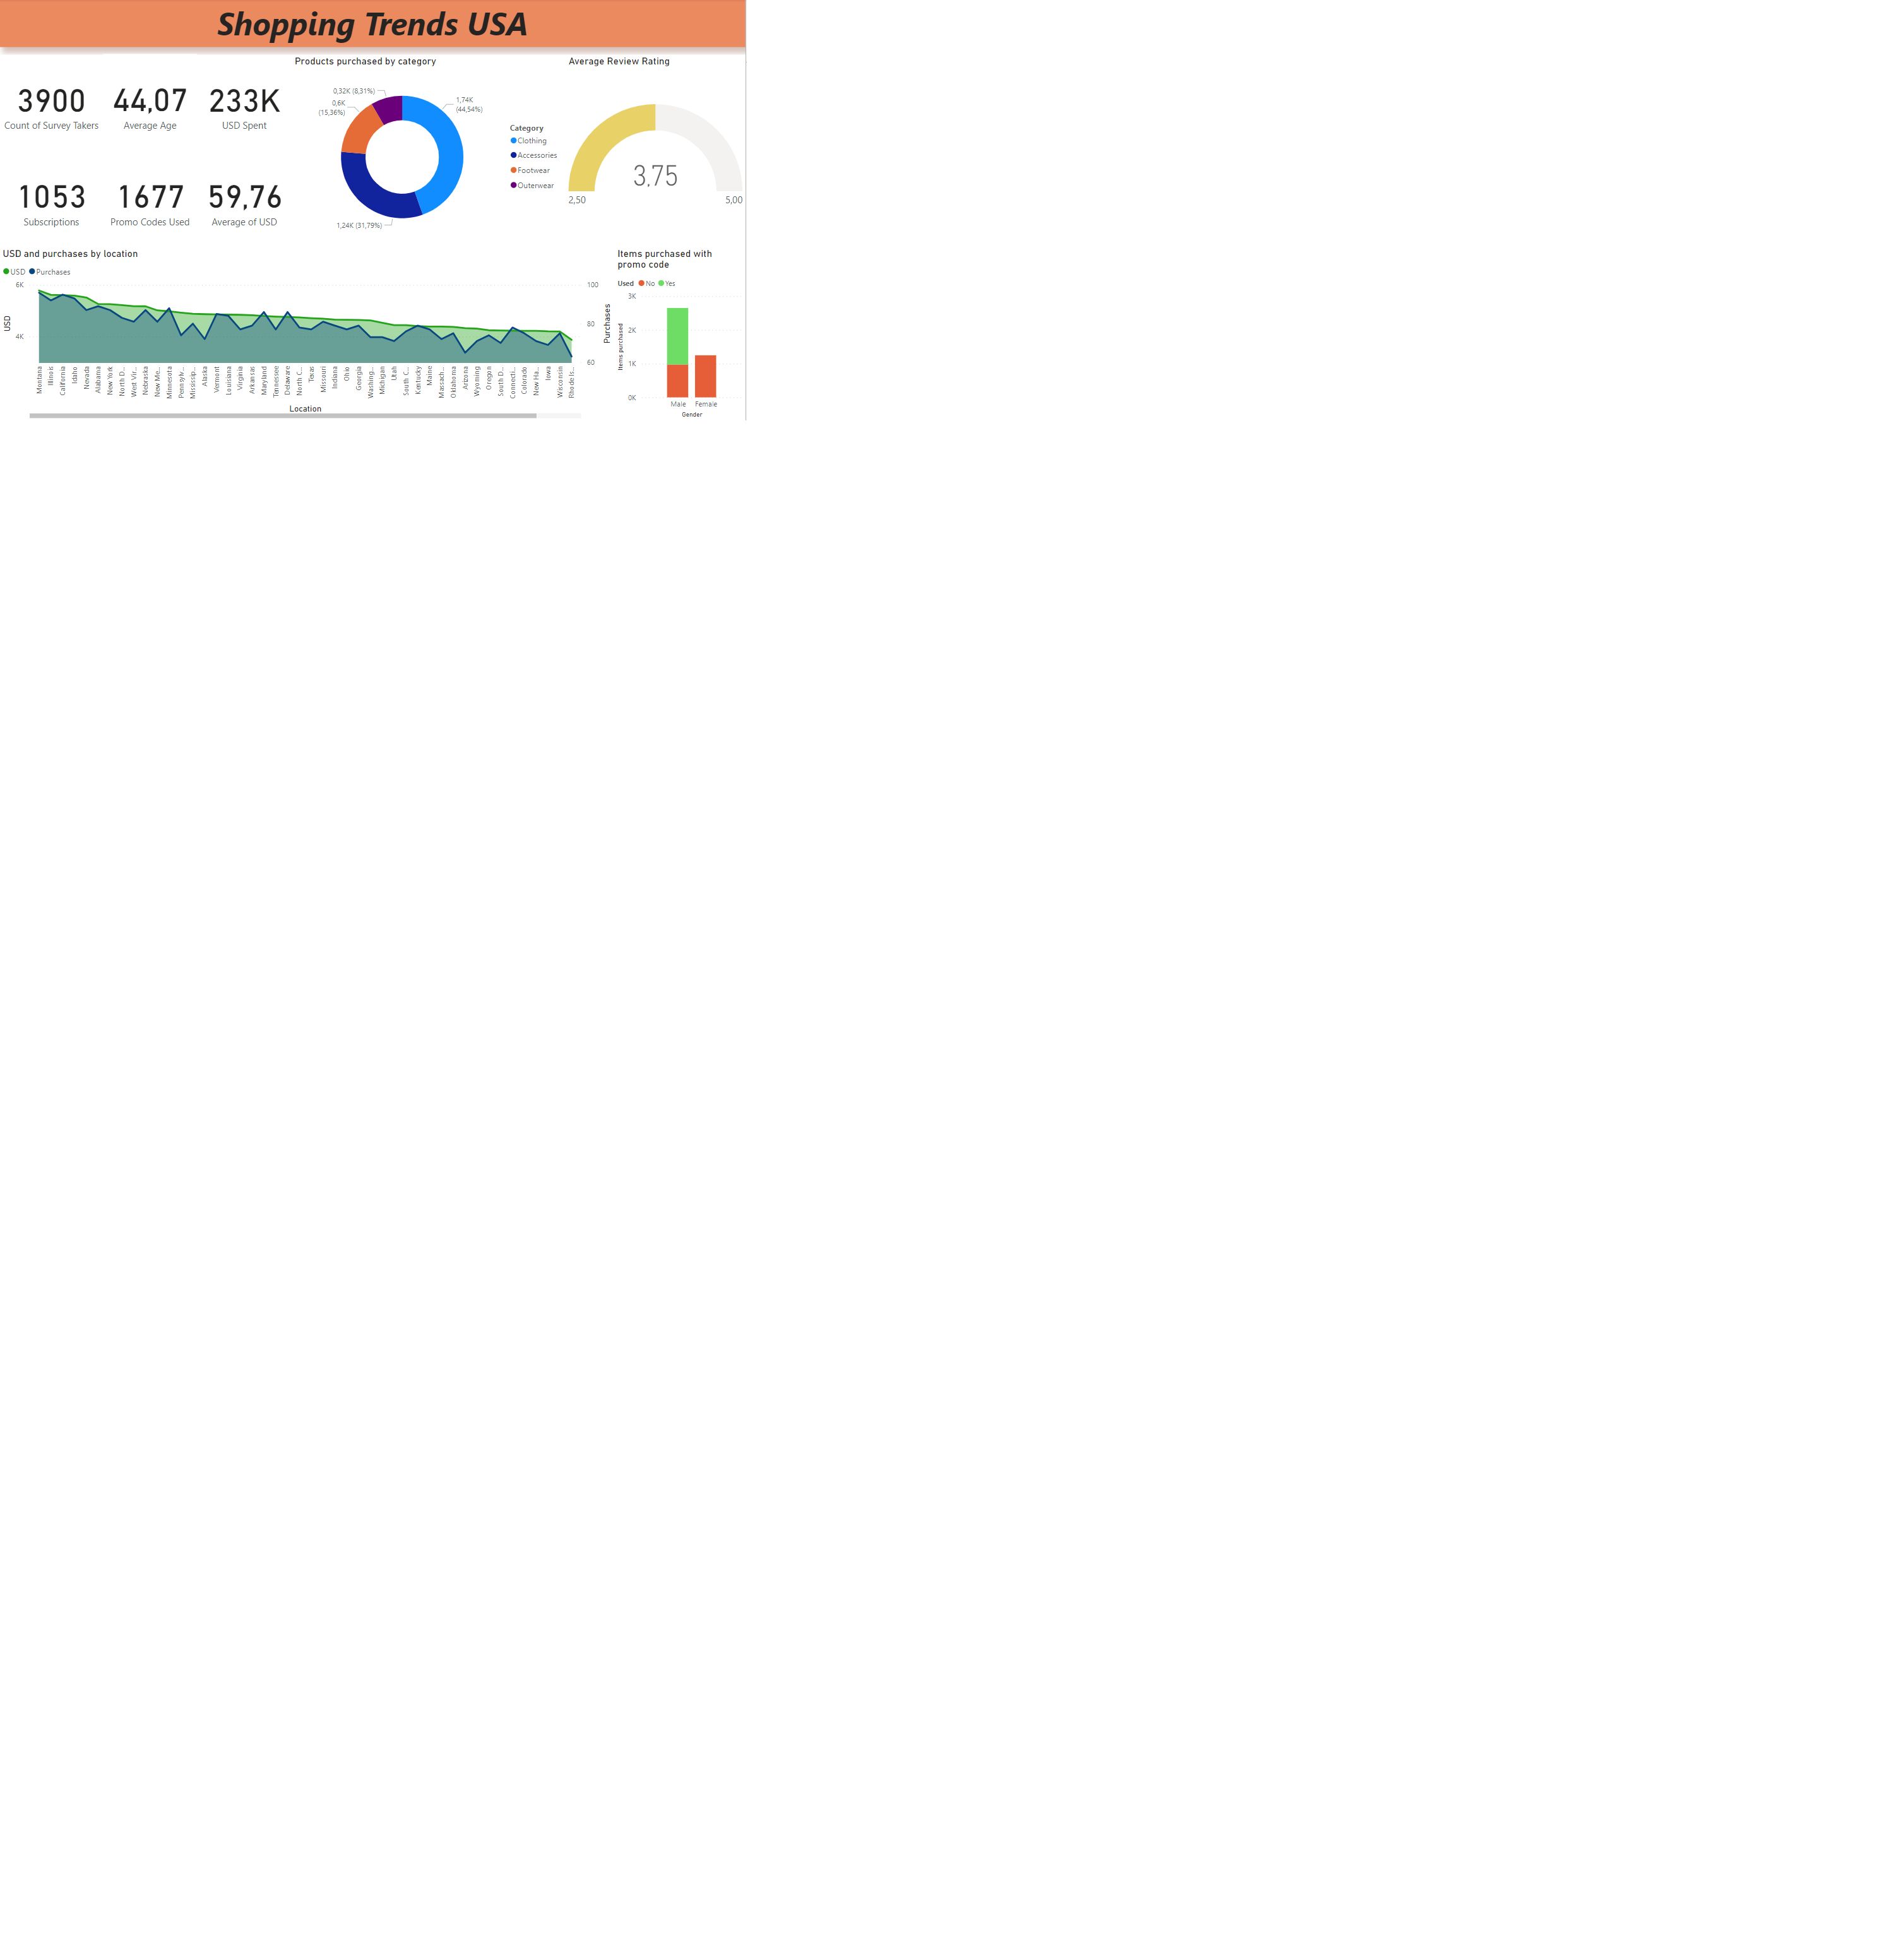 Shopping Trends USA
3900
Count of Survey Takers
44,07
Average Age
233K
USD Spent
1053
Subscriptions
1677
Promo Codes Used
59,76
Average of USD
Products purchased by category
0,32K (8,31%)
0,6K
(15,36%)
1,74K
(44,54%)
1,24K (31,79%)
Category
Clothing
Accessories
Footwear
Outerwear
Average Review Rating
3,75
2,50
5,00
USD and purchases by location
USD Purchases
6K
4K
USD
100
80
60
Purchases
Montana
Illinois
California
Idaho
Nevada
Alabama
New York
North D...
West Vir...
Nebraska
New Me...
Minnesota
Pennsylv...
Mississip...
Alaska
Vermont
Louisiana
Virginia
Arkansas
Maryland
Tennessee
Delaware
North C...
Texas
Missouri
Indiana
Ohio
Georgia
Washing...
Michigan
Utah
South C...
Kentucky
Maine
Massach...
Oklahoma
Arizona
Wyoming
Oregon
South D...
Connecti...
Colorado
New Ha...
Iowa
Wisconsin
Rhode Is...
Location
Items purchased with
promo code
Used No Yes
3K
2K
1K
0K
Items purchased
Male
Female
Gender